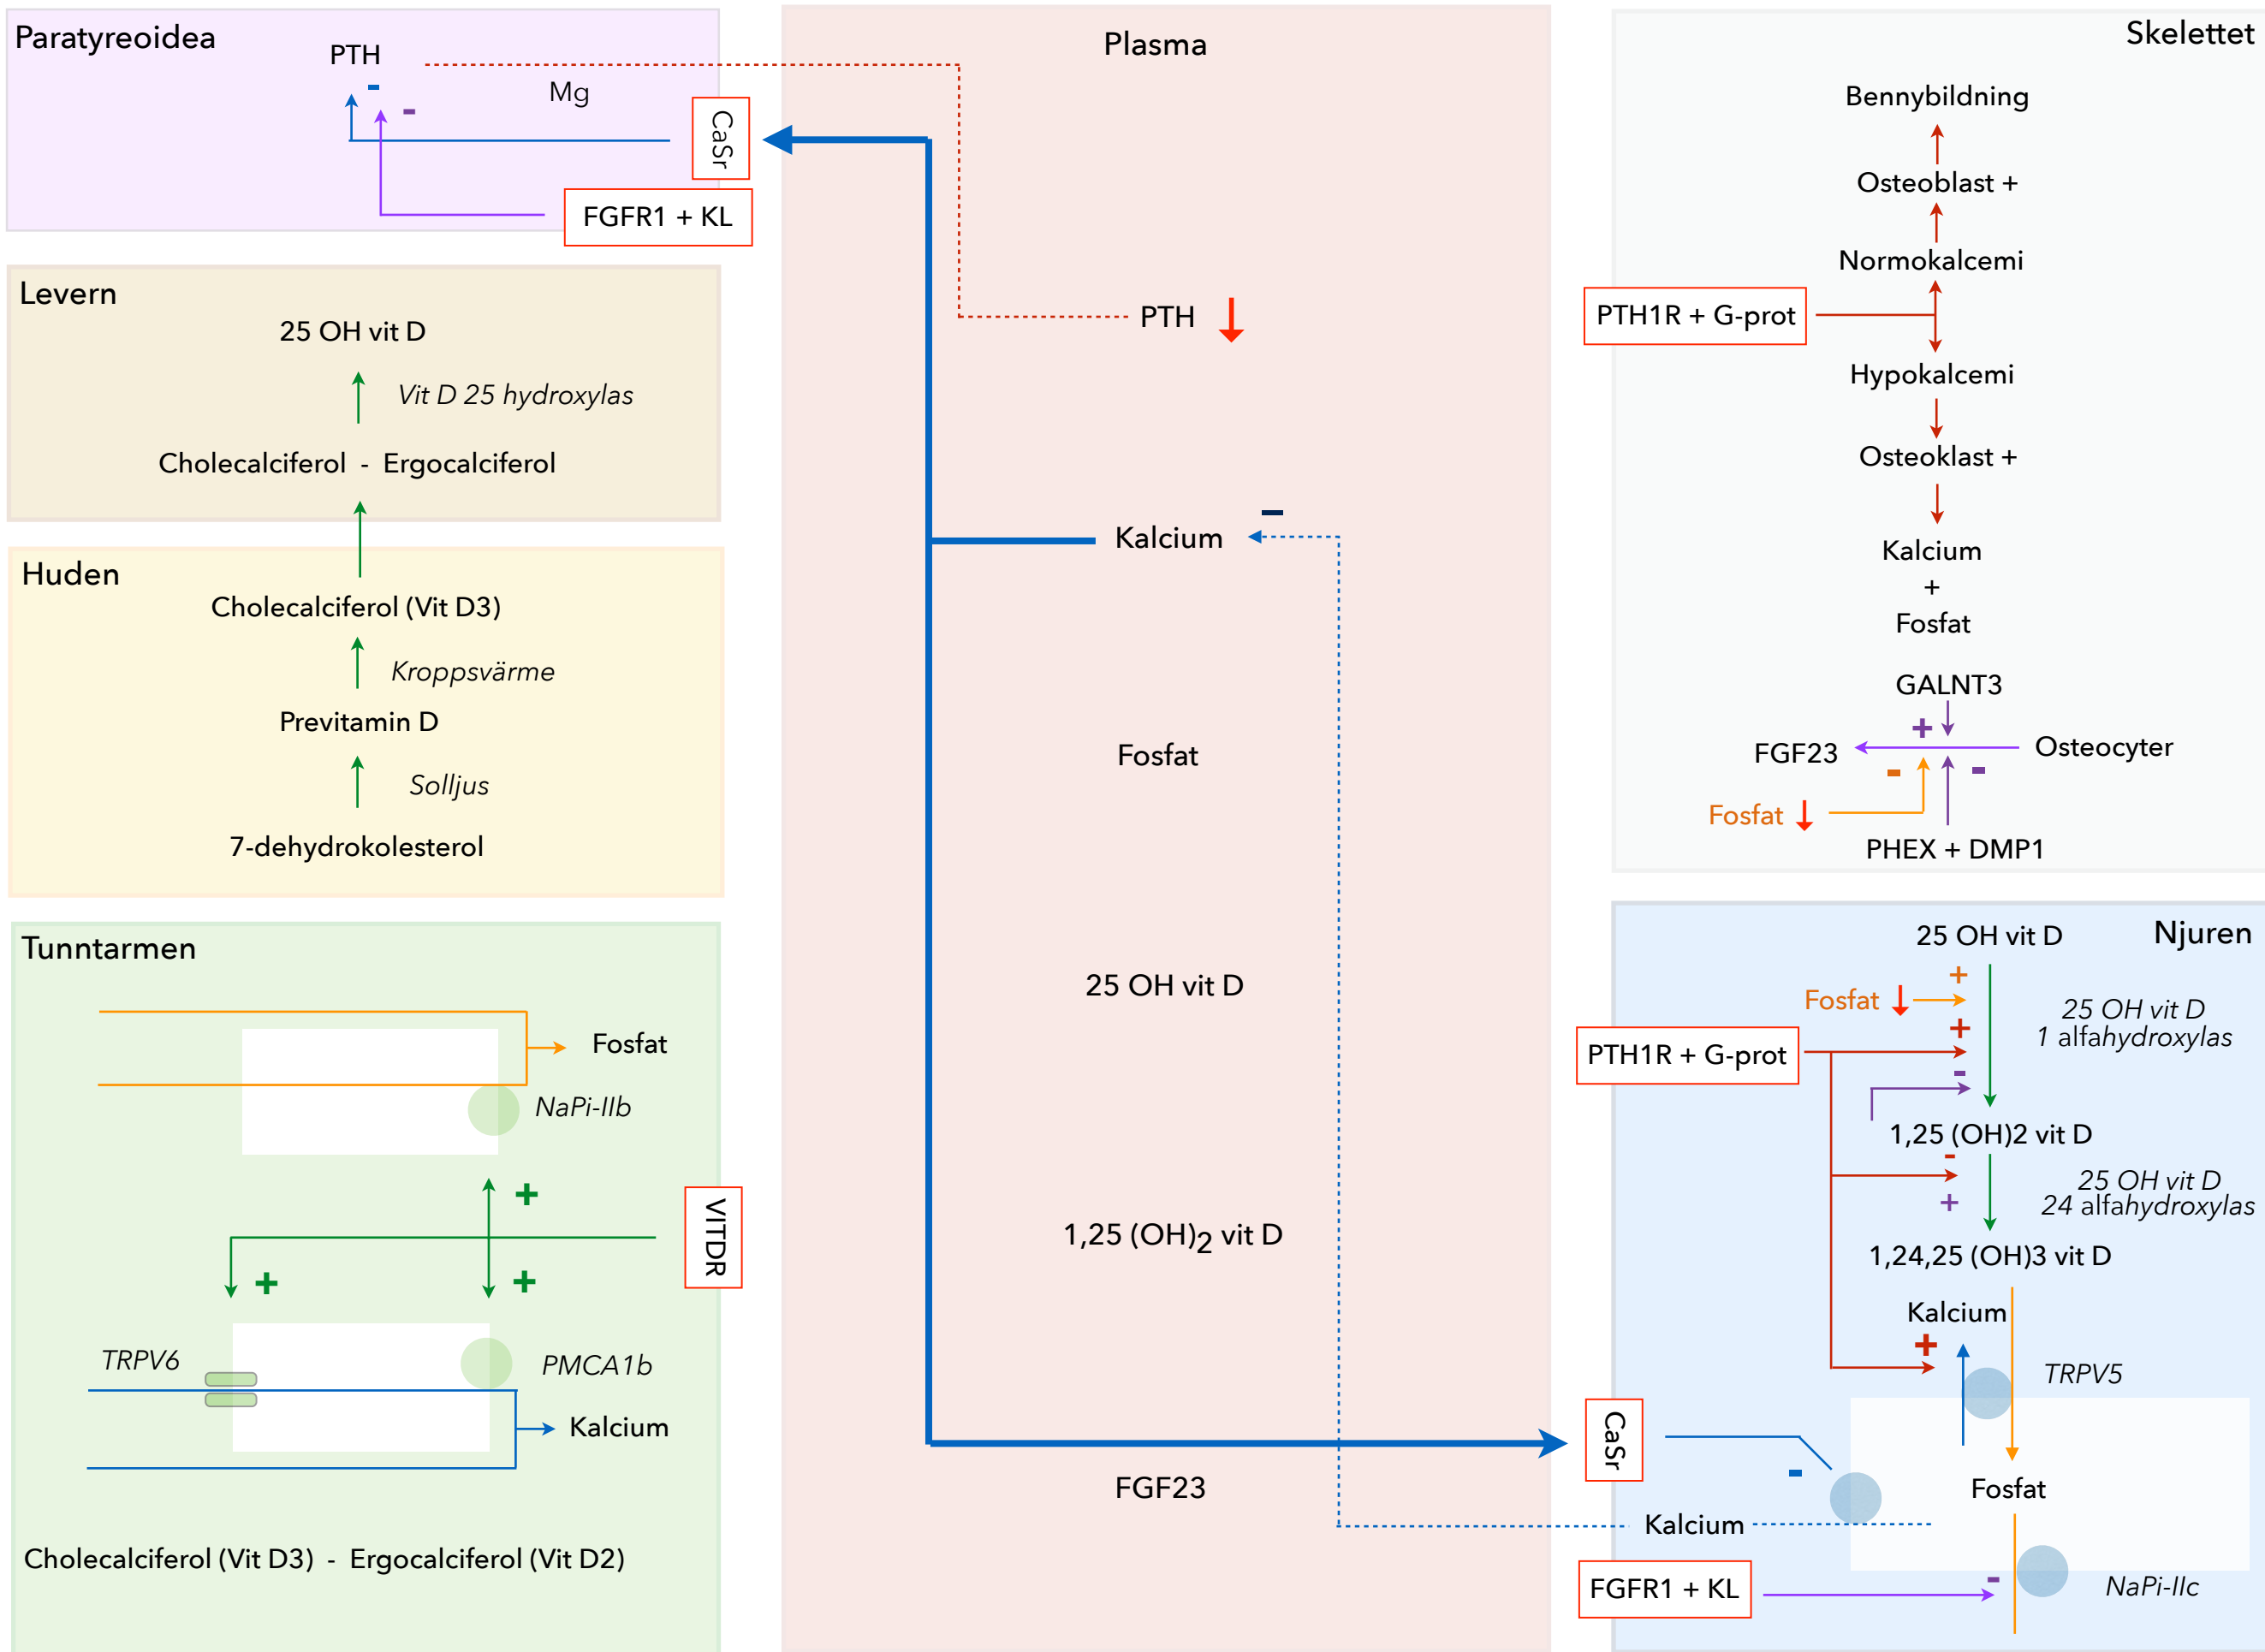 Paratyreoidea
PTH
-
-
Mg
CaSr
FGFR1 + KL
Levern
25 OH vit D
Vit D 25 hydroxylas
Cholecalciferol - Ergocalciferol
Huden
Cholecalciferol (Vit D3)
Kroppsvärme
Previtamin D
Solljus
7-dehydrokolesterol
Tunntarmen
Fosfat
NaPi-IIb
+
VITDR
+
+
TRPV6
PMCA1b
Kalcium
Cholecalciferol (Vit D3) - Ergocalciferol (Vit D2)
Plasma
PTH
-
Kalcium
Fosfat
25 OH vit D
1,25 (OH)2 vit D
FGF23
Skelettet
Bennybildning
Osteoblast +
Normokalcemi
PTH1R + G-prot
Hypokalcemi
Osteoklast +
Kalcium
+
Fosfat
GALNT3
+
FGF23
Osteocyter
-
-
Fosfat
PHEX + DMP1
Njuren
25 OH vit D
+
Fosfat
25 OH vit D
1 alfahydroxylas
+
PTH1R + G-prot
-
1,25 (OH)2 vit D
-
25 OH vit D
24 alfahydroxylas
+
1,24,25 (OH)3 vit D
Kalcium
+
TRPV5
CaSr
-
Fosfat
Kalcium
FGFR1 + KL
-
NaPi-IIc